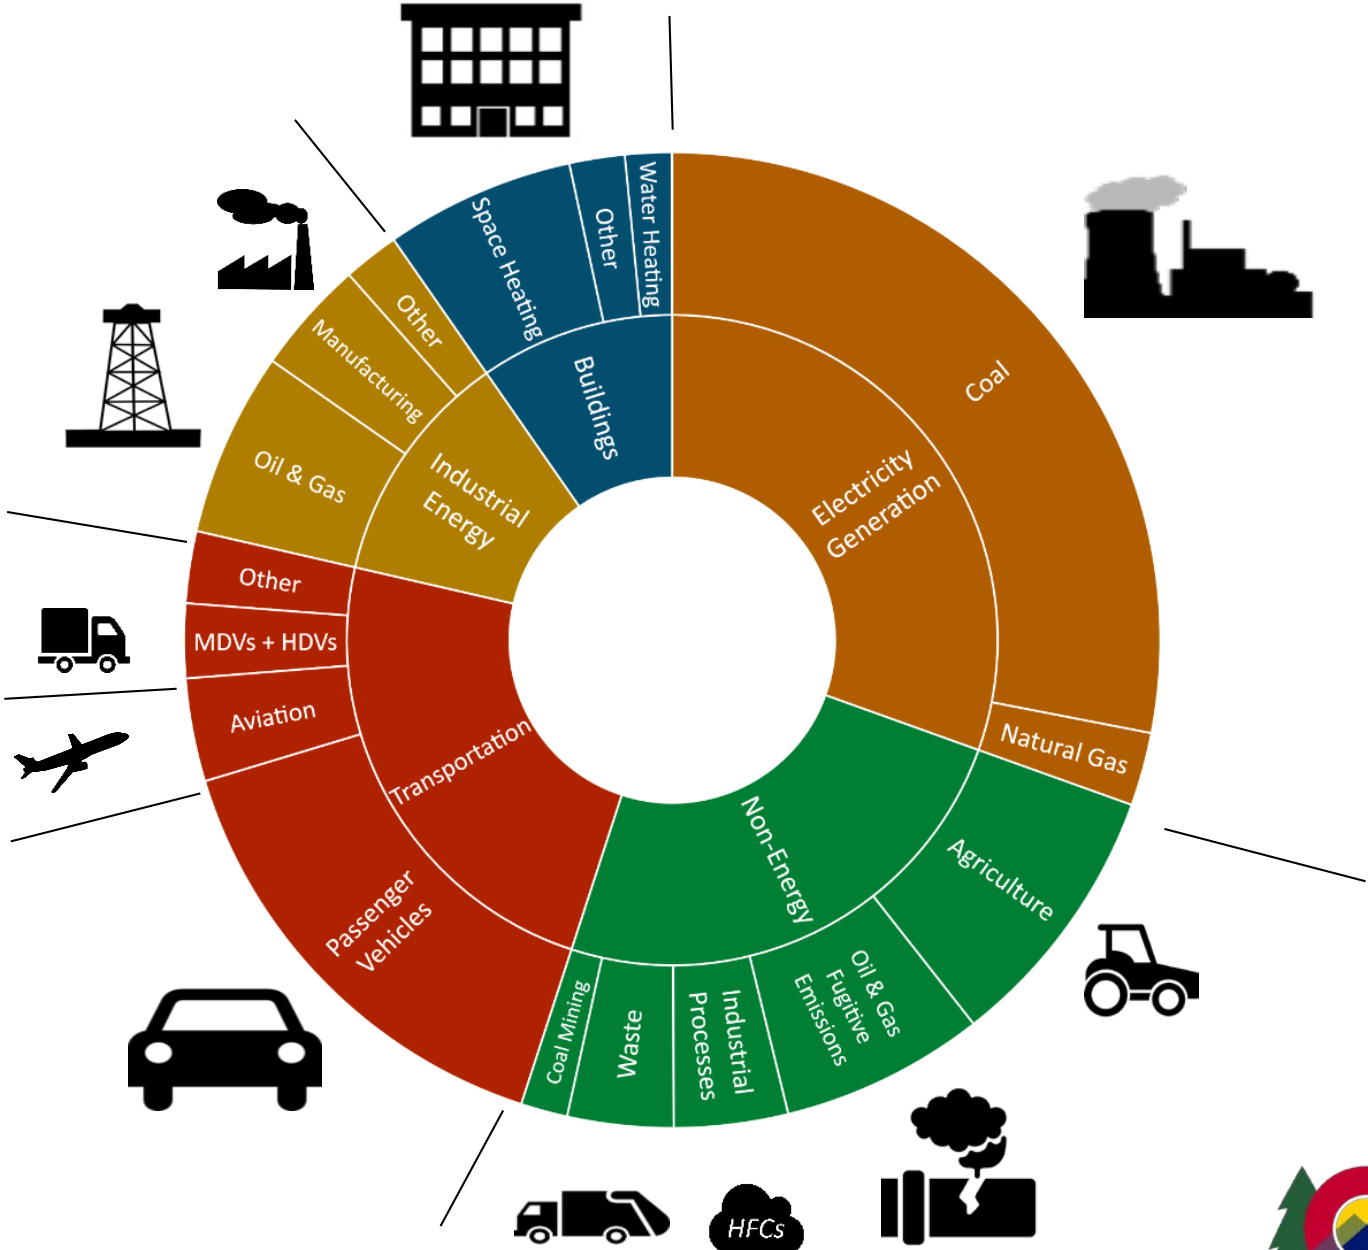 Water Heating
Other
Space Heating
Buildings
Coal
Electricity
Generation
Natural Gas
Other
Manufacturing
Oil & Gas
Industrial
Energy
Other
MDVs + HDVs
Aviation
Transportation
Passenger
Vehicles
Non-Energy
Agriculture
Oil & Gas
Fugitive
Emissions
Industrial
Processes
Waste
Coal Mining
HFCs